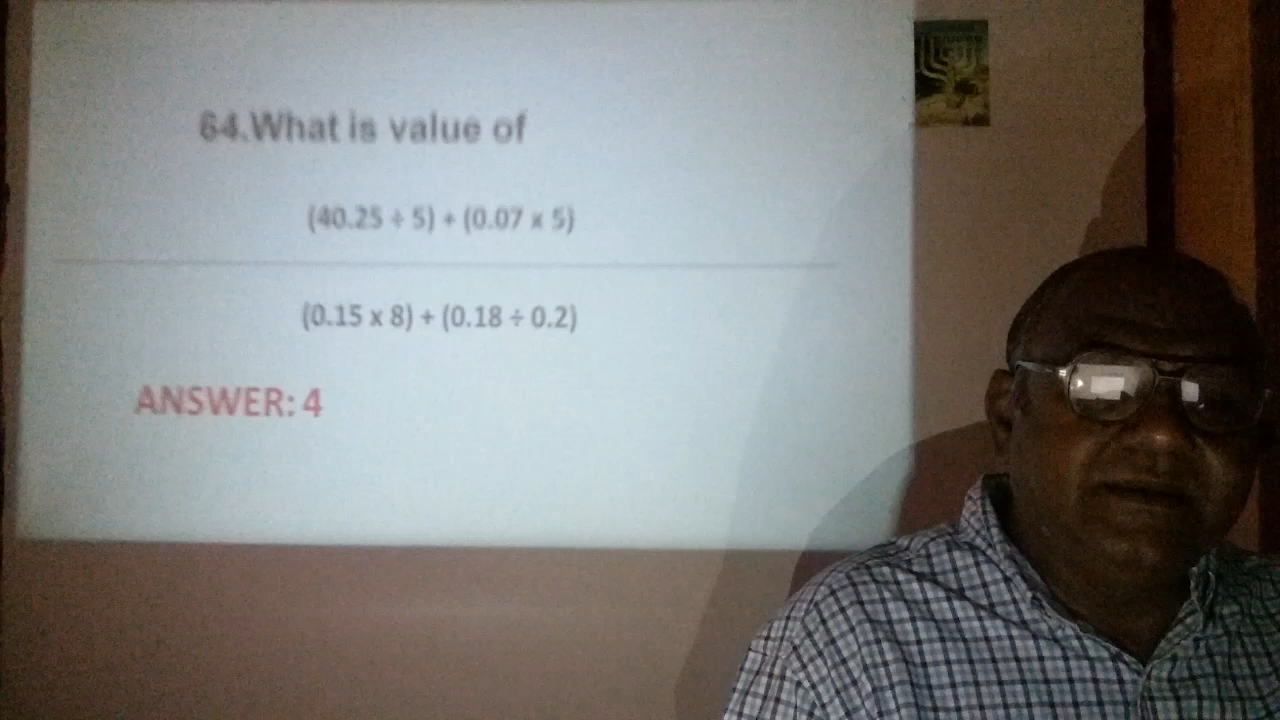 64.What is value of
(40.25 ÷ 5) + (0.07 x 5)
(0.15 x 8) + (0.18 ÷ 0.2)
ANSWER: 4